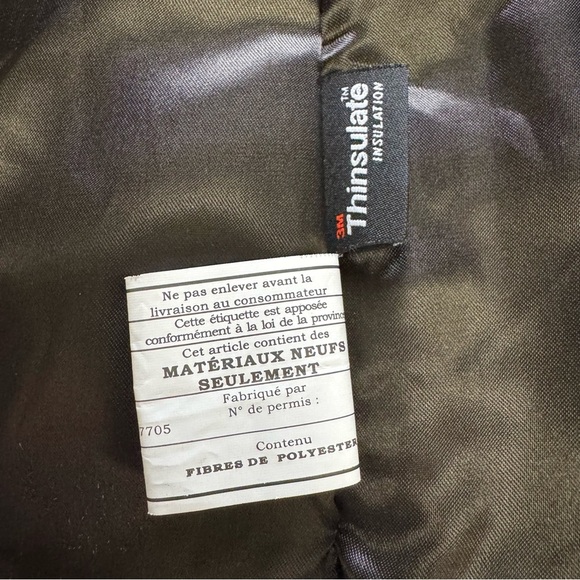 3M
Thinsulate™
INSULATION
Ne pas enlever avant la
livraison au consommateur
Cette étiquette est apposée
conformément à la loi de la provinc
Cet article contient des
MATÉRIAUX NEUFS
SEULEMENT
Fabriqué par
N° de permis :
7705
Contenu
FIBRES DE POLYESTER